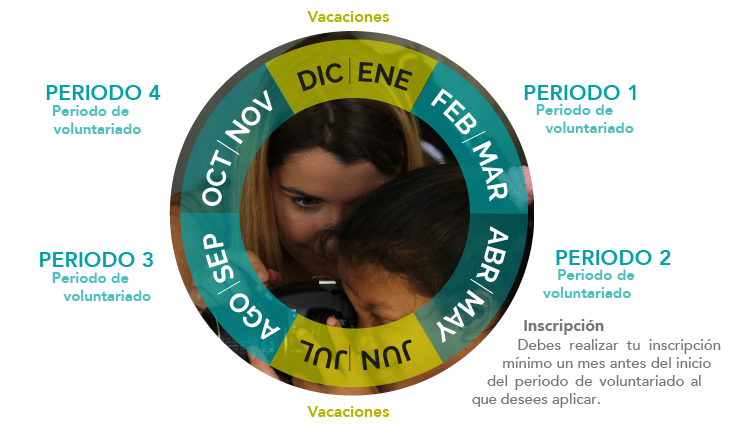 Vacaciones
DIC | ENE
PERIODO 4
Periodo de
voluntariado
OCT | NOV
PERIODO 1
Periodo de
voluntariado
FEB | MAR
PERIODO 3
Periodo de
voluntariado
AGO | SEP
PERIODO 2
Periodo de
voluntariado
ABR | MAY
JUN | JUL
Inscripción
Debes realizar tu inscripción
mínimo un mes antes del inicio
del periodo de voluntariado al
que desees aplicar.
Vacaciones